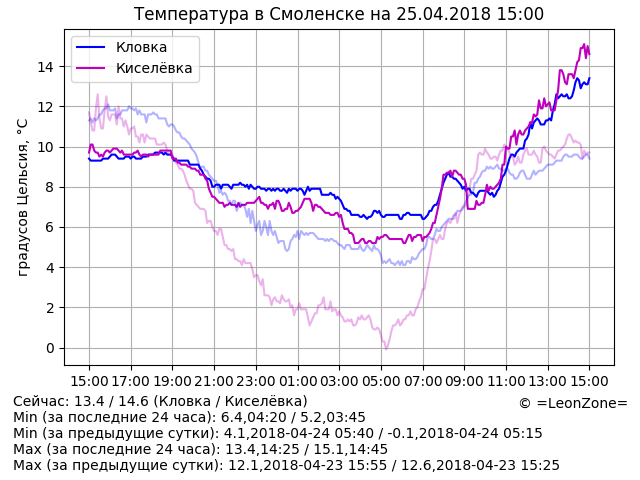 Температура в Смоленске на 25.04.2018 15:00
Кловка
Киселёвка
градусов Цельсия, °C
14
12
10
8
6
4
2
0
15:00 17:00 19:00 21:00 23:00 01:00 03:00 05:00 07:00 09:00 11:00 13:00 15:00
Сейчас: 13.4 / 14.6 (Кловка / Киселёвка)
© =LeonZone=
Min (за последние 24 часа): 6.4,04:20 / 5.2,03:45
Min (за предыдущие сутки): 4.1,2018-04-24 05:40 / -0.1,2018-04-24 05:15
Max (за последние 24 часа): 13.4,14:25 / 15.1,14:45
Max (за предыдущие сутки): 12.1,2018-04-23 15:55 / 12.6,2018-04-23 15:25